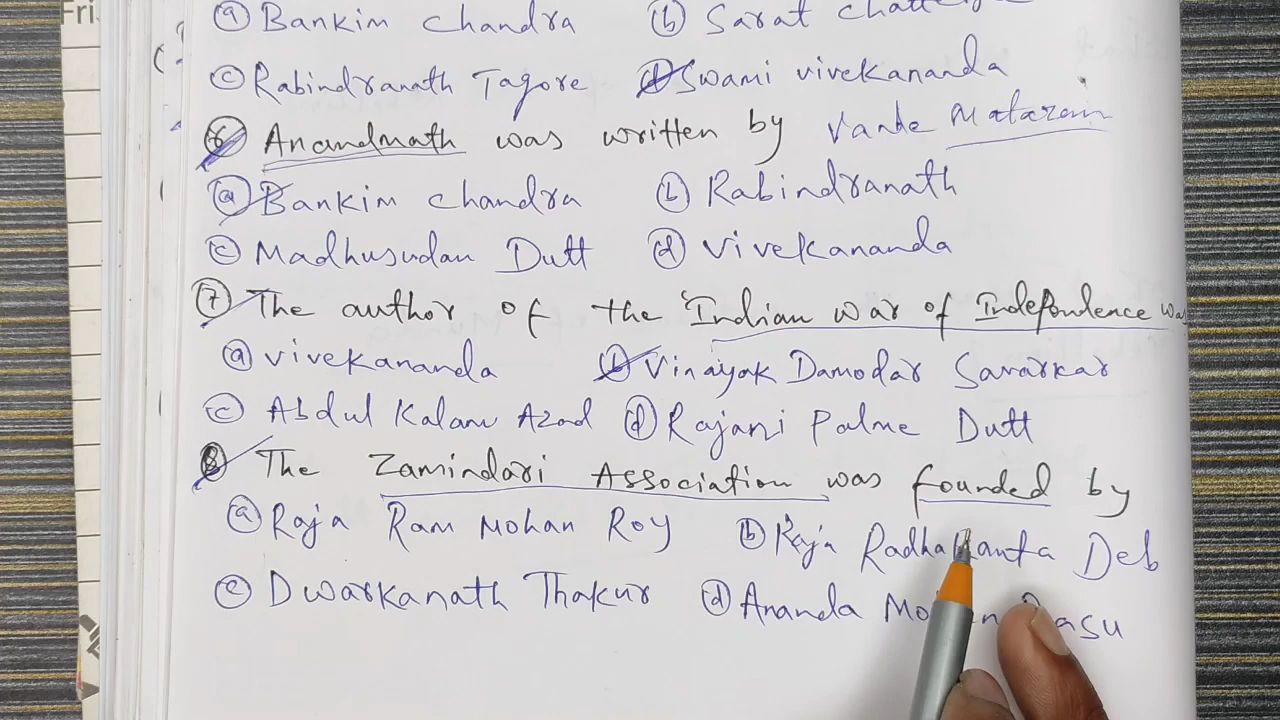 Fri
ⓐ Bankim Chandra ⓑ Sarat
ⓒ Rabindranath Tagore ⓓ Swami vivekananda
⑥ Anandmath was written by Vande Mataram
ⓐ Bankim Chandra ⓑ Rabindranath
ⓒ Madhusudan Dutt ⓓ Vivekananda
⑦ The author of the 'Indian war of Independence was
ⓐ vivekananda ⓑ Vinayak Damodar Savarkar
ⓒ Abdul Kalam Azad ⓓ Rajani Palme Dutt
⑧ The Zamindari Association was founded by
ⓐ Raja Ram Mohan Roy ⓑ Raja Radhakanta Deb
ⓒ Dwarkanath Thakur ⓓ Ananda